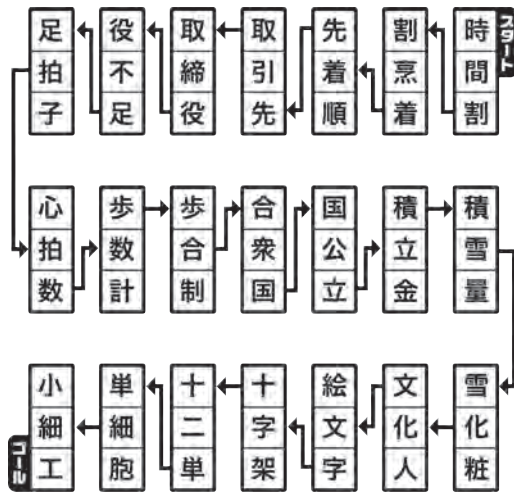 スタート
時間割
割烹着
先着順
取引先
取締役
役不足
足拍子
心拍数
歩数計
歩合制
合衆国
国公立
積立金
積雪量
雪化粧
文化人
絵文字
十字架
十二単
単細胞
小細工
ゴール